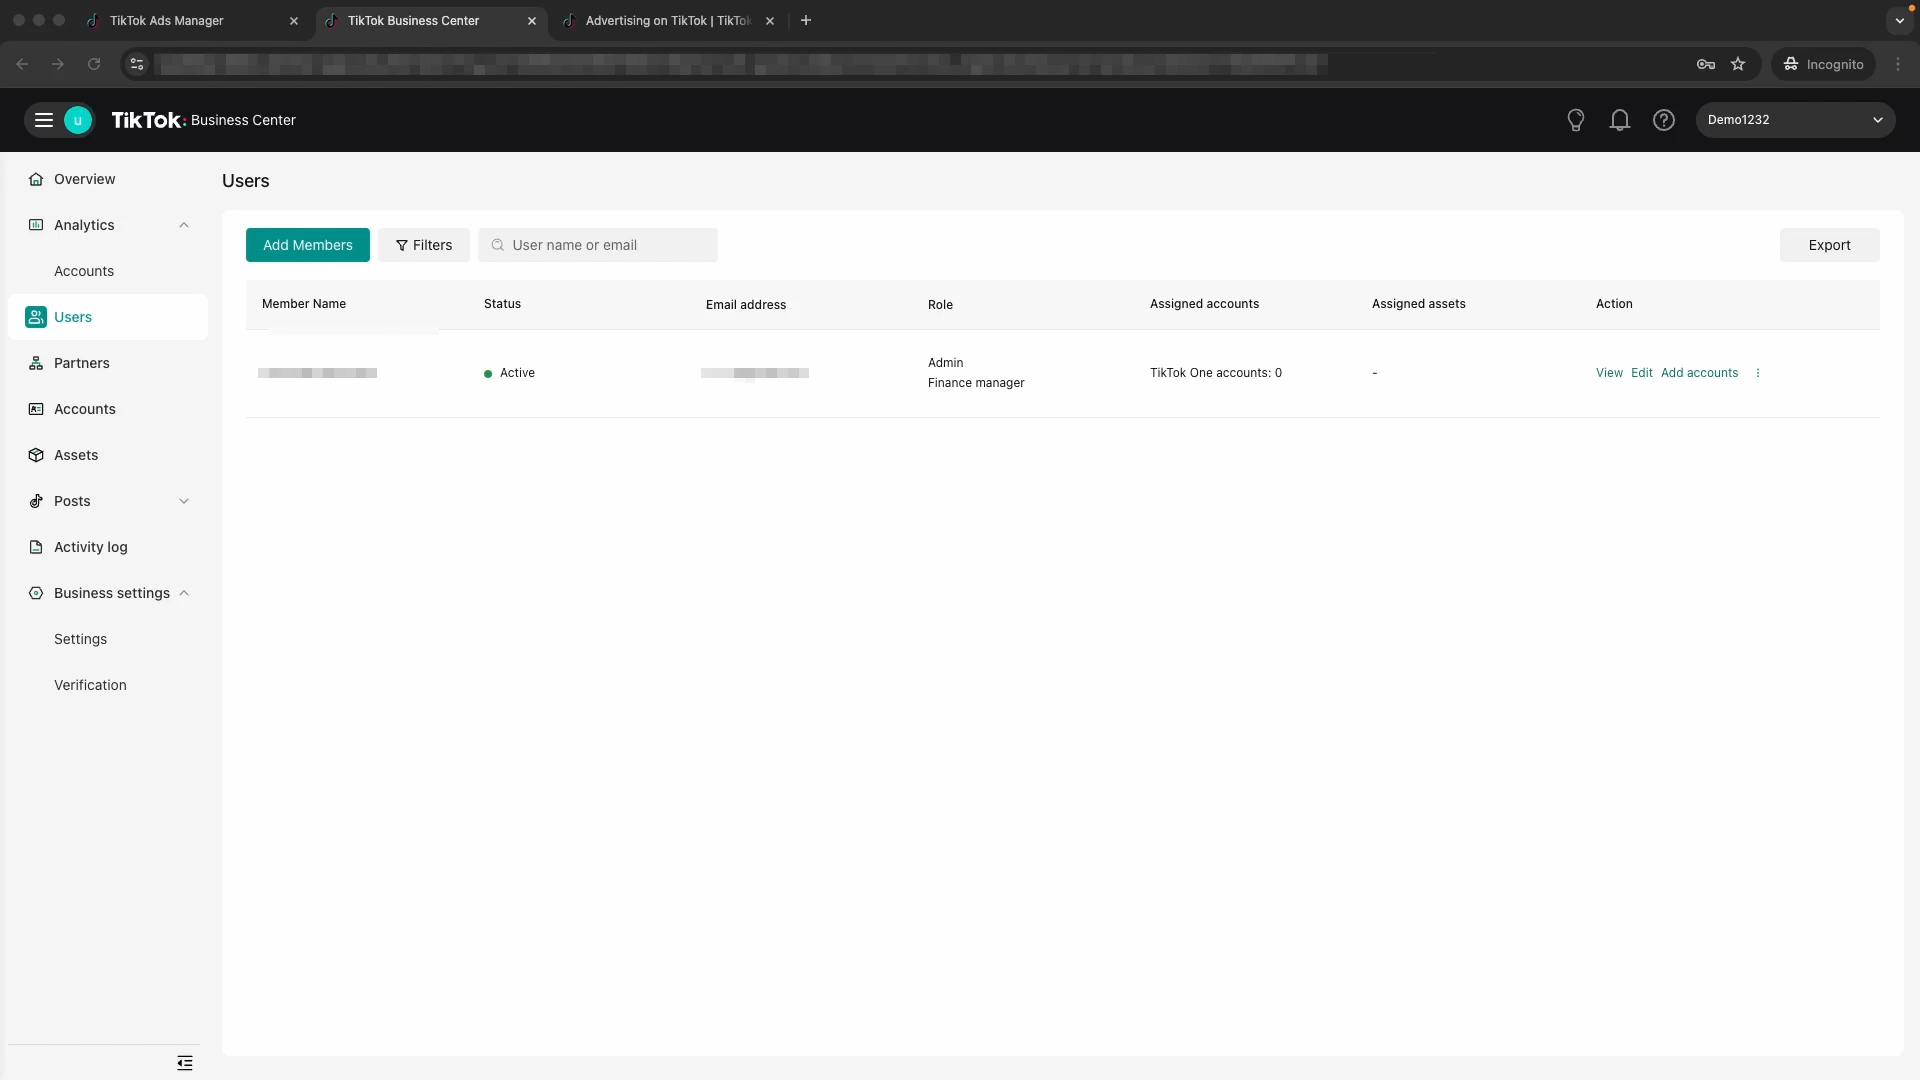 TikTok Ads Manager
TikTok Business Center
Advertising on TikTok | TikTok
Incognito
u
TikTok: Business Center
Demo1232
Overview
Analytics
Accounts
Users
Partners
Accounts
Assets
Posts
Activity log
Business settings
Settings
Verification
Users
Add Members
Filters
User name or email
Export
Member Name Status Email address Role Assigned accounts Assigned assets Action
Active
Admin
Finance manager
TikTok One accounts: 0
-
View Edit Add accounts